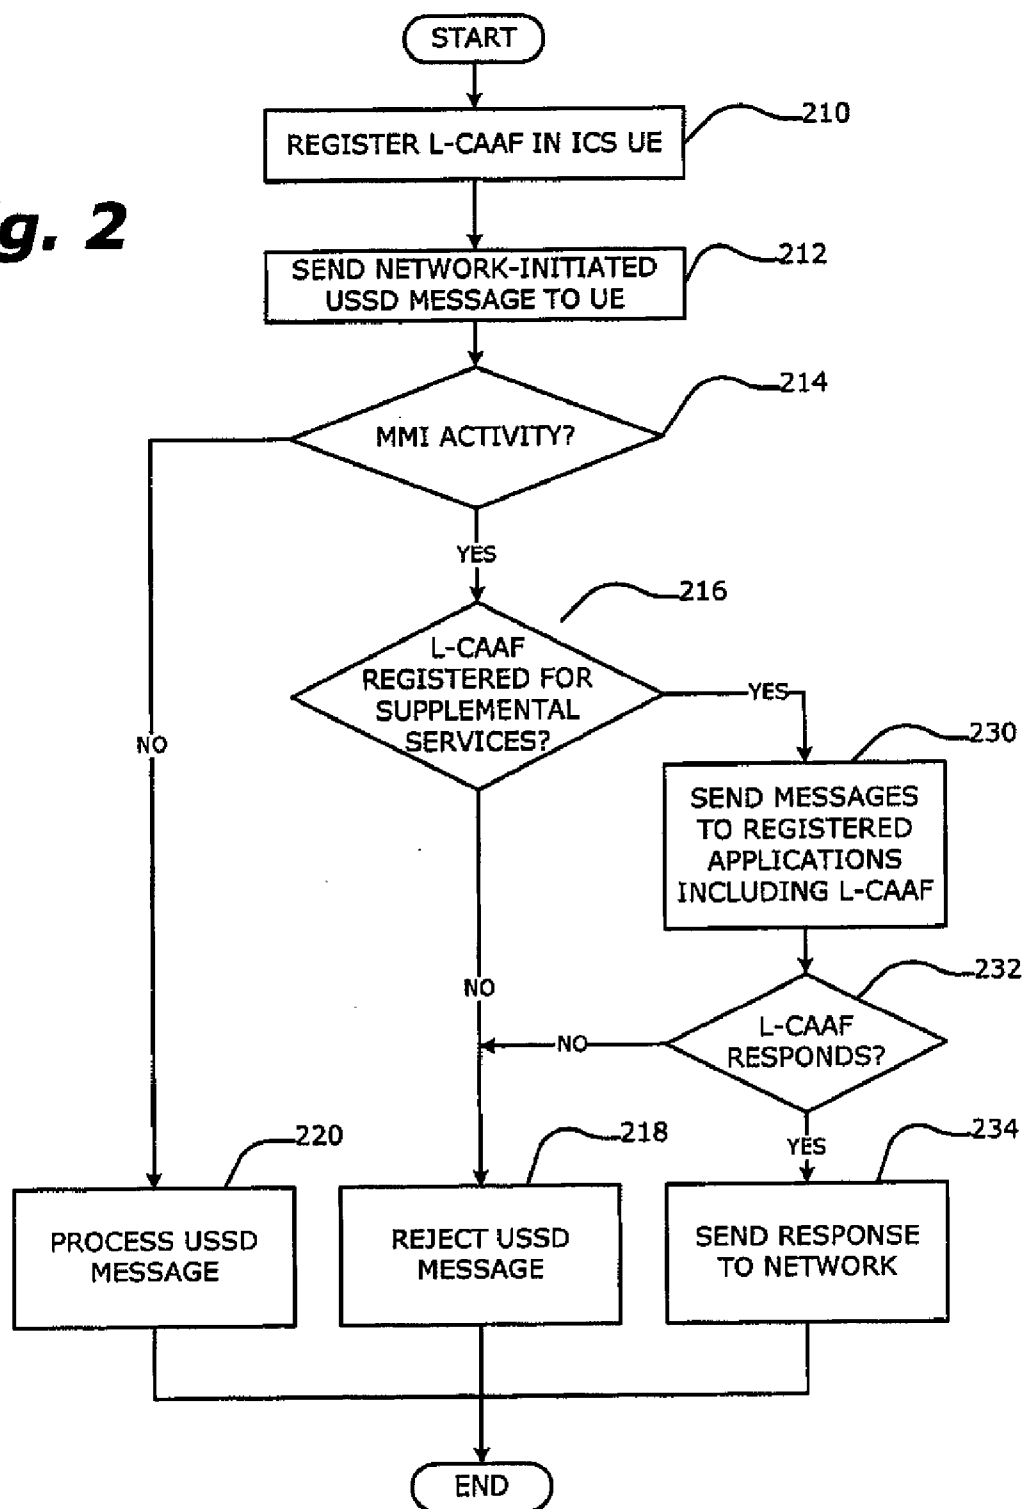 START
210
REGISTER L-CAAF IN ICS UE
g. 2
212
SEND NETWORK-INITIATED
USSD MESSAGE TO UE
214
MMI ACTIVITY?
YES
216
L-CAAF
REGISTERED FOR
SUPPLEMENTAL
SERVICES?
YES
NO
230
SEND MESSAGES
TO REGISTERED
APPLICATIONS
INCLUDING L-CAAF
232
NO
L-CAAF
RESPONDS?
NO
YES
220
218
234
PROCESS USSD
MESSAGE
REJECT USSD
MESSAGE
SEND RESPONSE
TO NETWORK
END